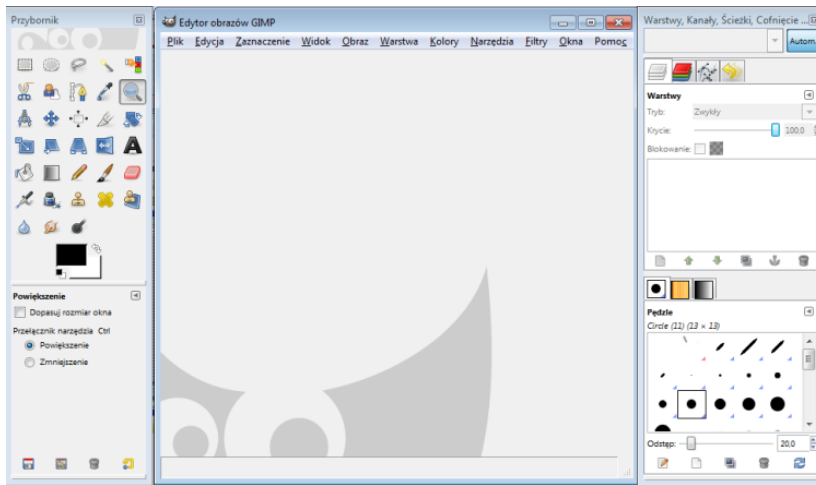 Przybornik
Powiększenie
Dopasuj rozmiar okna
Przełącznik narzędzia Ctrl
Powiększenie
Zmniejszenie
Edytor obrazów GIMP
Plik Edycja Zaznaczenie Widok Obraz Warstwa Kolory Narzędzia Filtry Okna Pomoc
Warstwy, Kanały, Ścieżki, Cofnięcie ...
Autom.
Warstwy
Tryb: Zwykły
Krycie: 100,0
Blokowanie:
Pędzle
Circle (11) (13 × 13)
Odstęp: 20,0